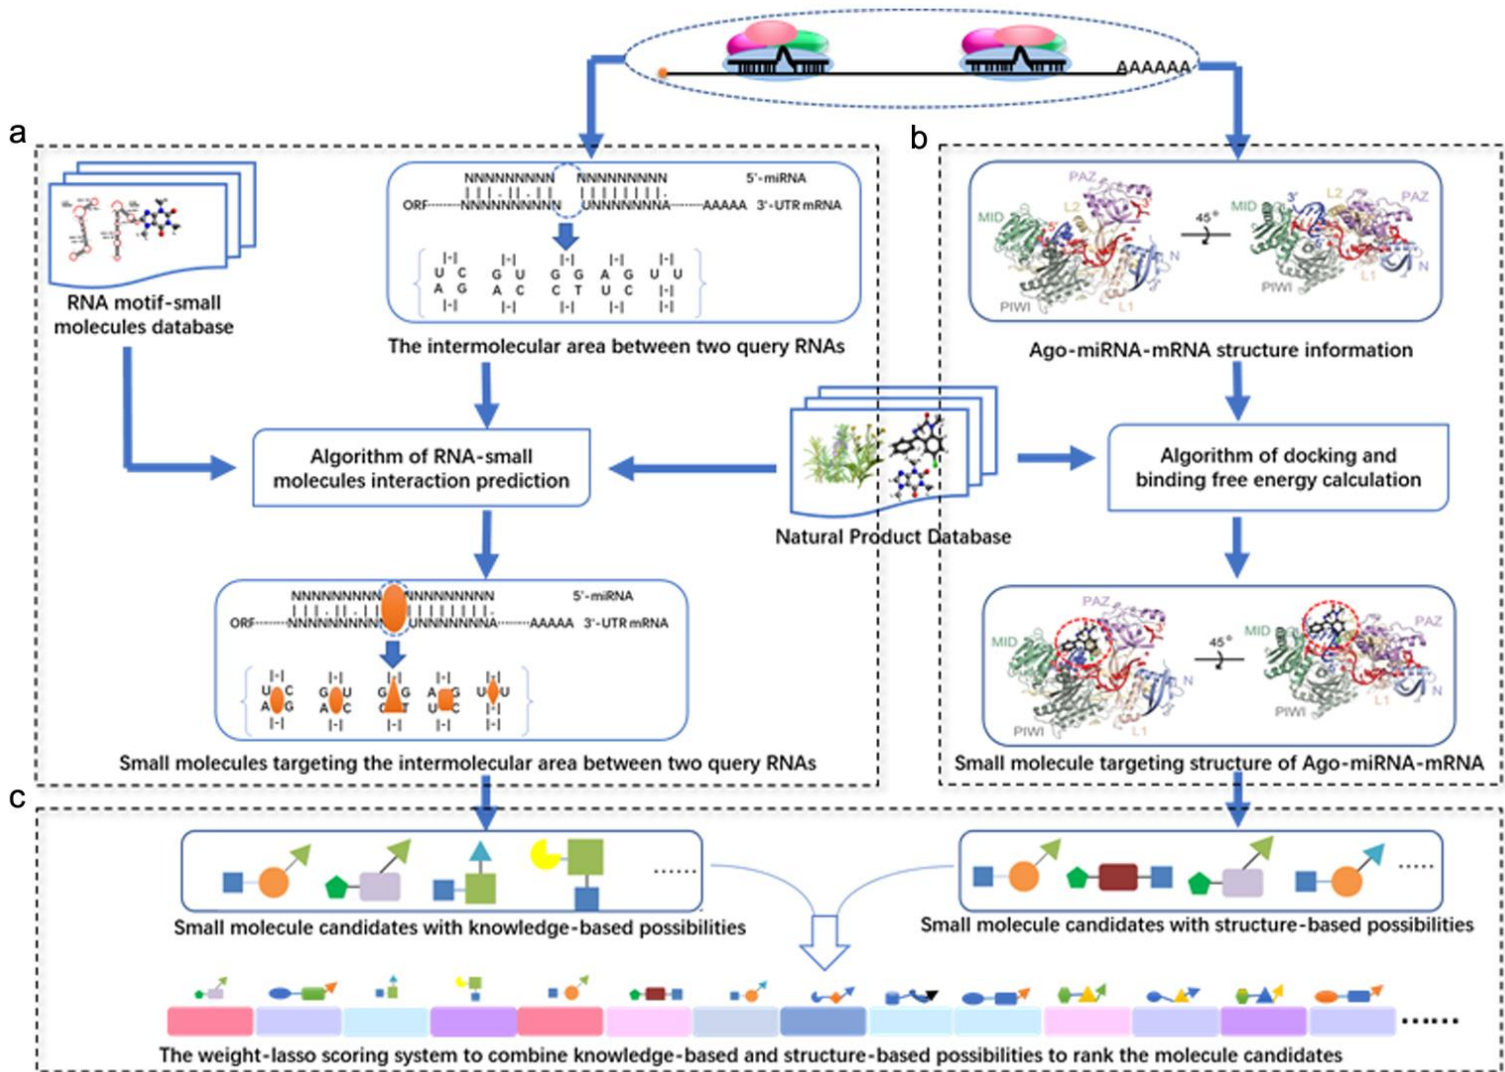 AAAAAA
a
b
NNNNNNNNN NNNNNNNNN 5'-miRNA
ORF NNNNNNNNNN UNNNNNNNA AAAAA 3'-UTR mRNA
|-| |-| |-| |-| |-|
U C G U G G A G U U
A G A C C T U C
|-| |-| |-| |-| |-|
The intermolecular area between two query RNAs
RNA motif-small
molecules database
PAZ
L2
MID
5'
3'
PIWI
L1
N
45°
3'
L2
PAZ
MID
N
L1
PIWI
Ago-miRNA-mRNA structure information
Algorithm of RNA-small
molecules interaction prediction
Natural Product Database
Algorithm of docking and
binding free energy calculation
NNNNNNNNN NNNNNNNNN 5'-miRNA
ORF NNNNNNNNN UNNNNNNNA AAAAA 3'-UTR mRNA
|-| |-| |-| |-| |-|
U C G U G G A G U U
A G A C C T U C
|-| |-| |-| |-| |-|
Small molecules targeting the intermolecular area between two query RNAs
PAZ
MID
3'
N
PIWI
L1
45°
MID
PAZ
N
L1
PIWI
Small molecule targeting structure of Ago-miRNA-mRNA
c
......
Small molecule candidates with knowledge-based possibilities
.....
Small molecule candidates with structure-based possibilities
......
The weight-lasso scoring system to combine knowledge-based and structure-based possibilities to rank the molecule candidates